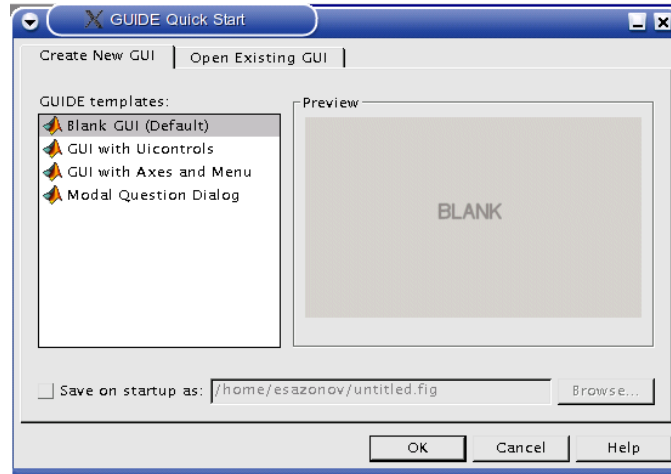 GUIDE Quick Start
Create New GUI
Open Existing GUI
GUIDE templates:
Blank GUI (Default)
GUI with Uicontrols
GUI with Axes and Menu
Modal Question Dialog
Preview
BLANK
Save on startup as:
/home/esazonov/untitled.fig
Browse...
OK
Cancel
Help